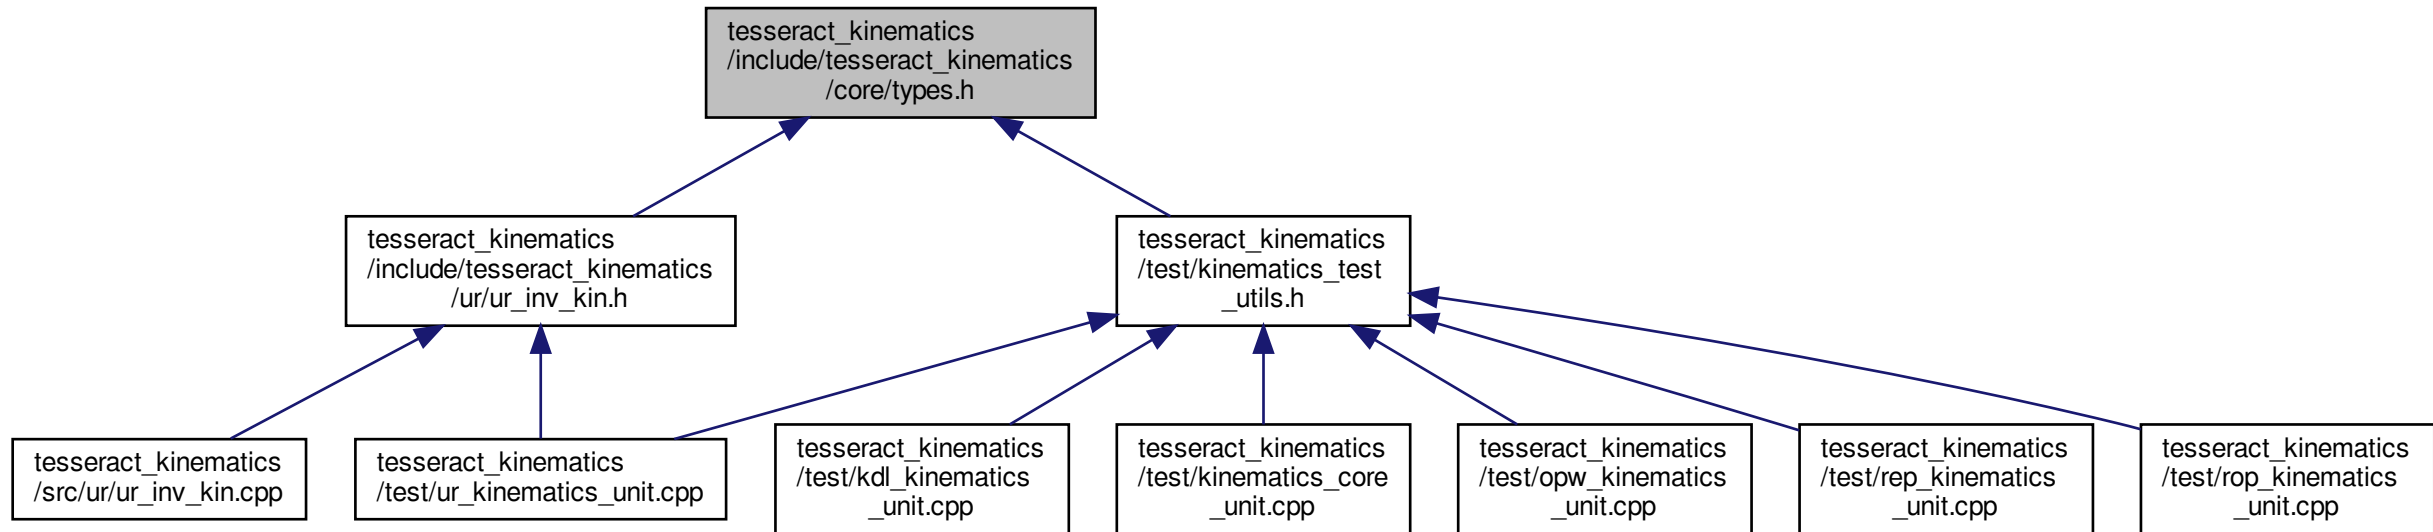 tesseract_kinematics
/include/tesseract_kinematics
/core/types.h
tesseract_kinematics
/include/tesseract_kinematics
/ur/ur_inv_kin.h
tesseract_kinematics
/test/kinematics_test
_utils.h
tesseract_kinematics
/src/ur/ur_inv_kin.cpp
tesseract_kinematics
/test/ur_kinematics_unit.cpp
tesseract_kinematics
/test/kdl_kinematics
_unit.cpp
tesseract_kinematics
/test/kinematics_core
_unit.cpp
tesseract_kinematics
/test/opw_kinematics
_unit.cpp
tesseract_kinematics
/test/rep_kinematics
_unit.cpp
tesseract_kinematics
/test/rop_kinematics
_unit.cpp